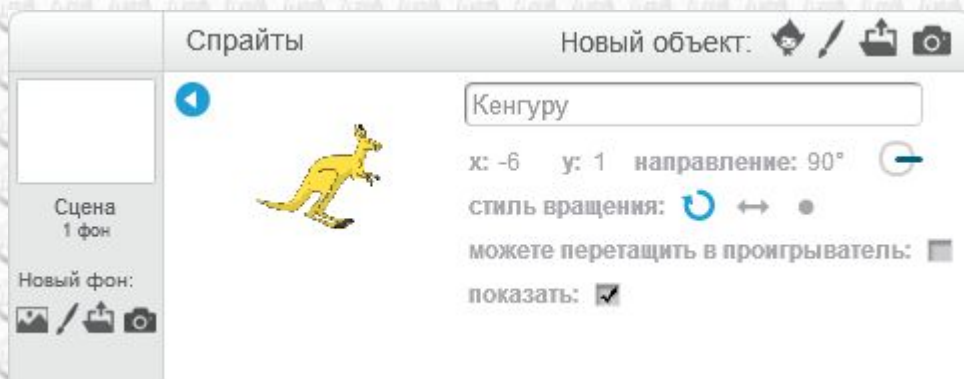 Спрайты
Новый объект:
Кенгуру
x: -6 y: 1 направление: 90°
стиль вращения:
можете перетащить в проигрыватель:
показать:
Сцена
1 фон
Новый фон: